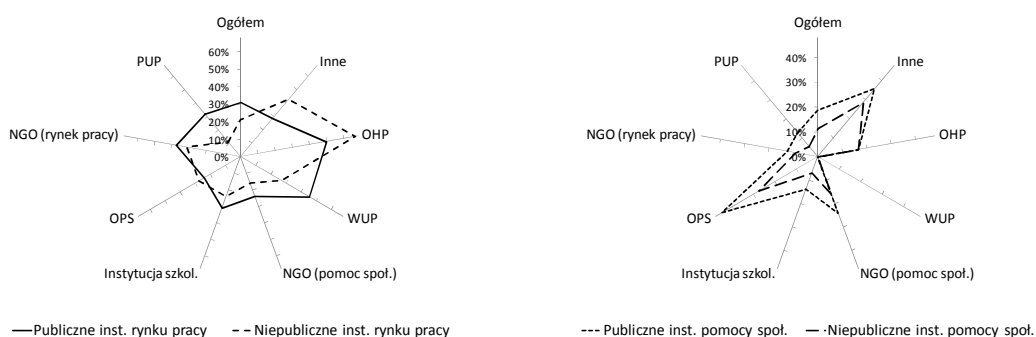 Ogółem
60%
50%
40%
30%
20%
10%
0%
Inne
OHP
WUP
NGO (pomoc społ.)
Instytucja szkol.
OPS
NGO (rynek pracy)
PUP
Publiczne inst. rynku pracy
Niepubliczne inst. rynku pracy
Ogółem
40%
30%
20%
10%
0%
Inne
OHP
WUP
NGO (pomoc społ.)
Instytucja szkol.
OPS
NGO (rynek pracy)
PUP
Publiczne inst. pomocy społ.
Niepubliczne inst. pomocy społ.